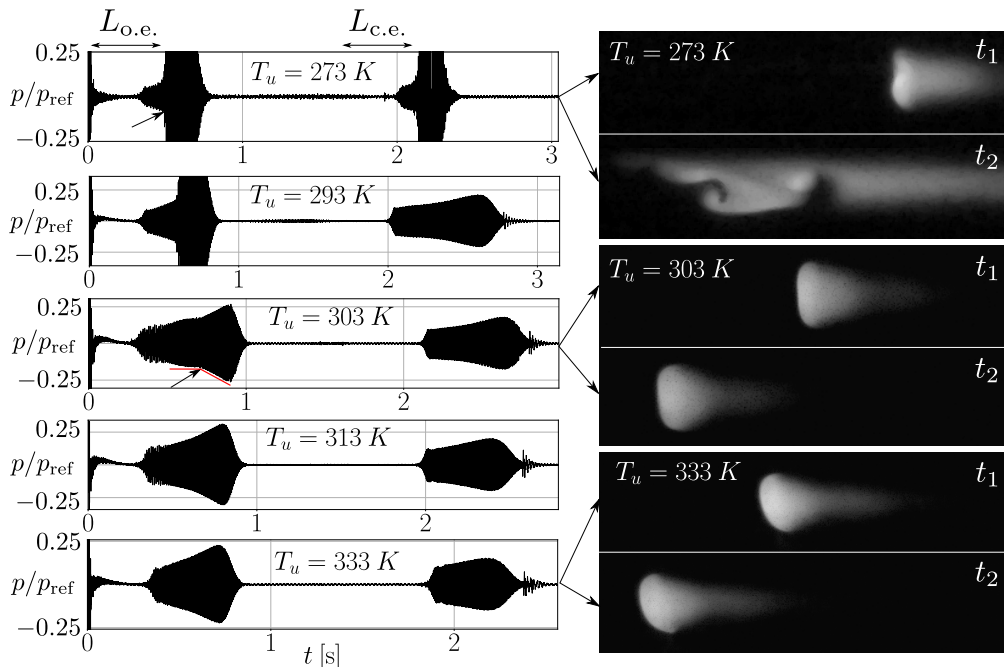 L_{o.e.} L_{c.e.}
0.25
p/p_{ref}
−0.25
T_u = 273 K
0 1 2 3
0.25
p/p_{ref}
−0.25
T_u = 293 K
0 1 2 3
0.25
p/p_{ref}
−0.25
T_u = 303 K
0 1 2
0.25
p/p_{ref}
−0.25
T_u = 313 K
0 1 2
0.25
p/p_{ref}
−0.25
T_u = 333 K
0 1 2
t [s]
T_u = 273 K t_1
t_2
T_u = 303 K t_1
t_2
T_u = 333 K t_1
t_2